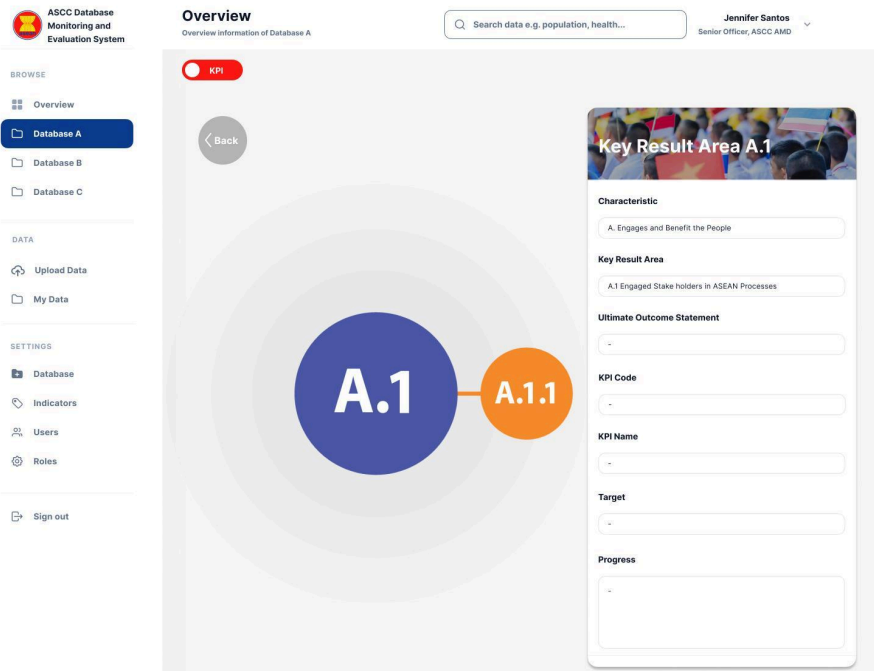 ASCC Database
Monitoring and
Evaluation System
Overview
Overview information of Database A
Search data e.g. population, health...
Jennifer Santos
Senior Officer, ASCC AMD
BROWSE
Overview
Database A
Database B
Database C
DATA
Upload Data
My Data
SETTINGS
Database
Indicators
Users
Roles
Sign out
KPI
Back
A.1
A.1.1
Key Result Area A.1
Characteristic
A. Engages and Benefit the People
Key Result Area
A.1 Engaged Stake holders in ASEAN Processes
Ultimate Outcome Statement
-
KPI Code
-
KPI Name
-
Target
-
Progress
-